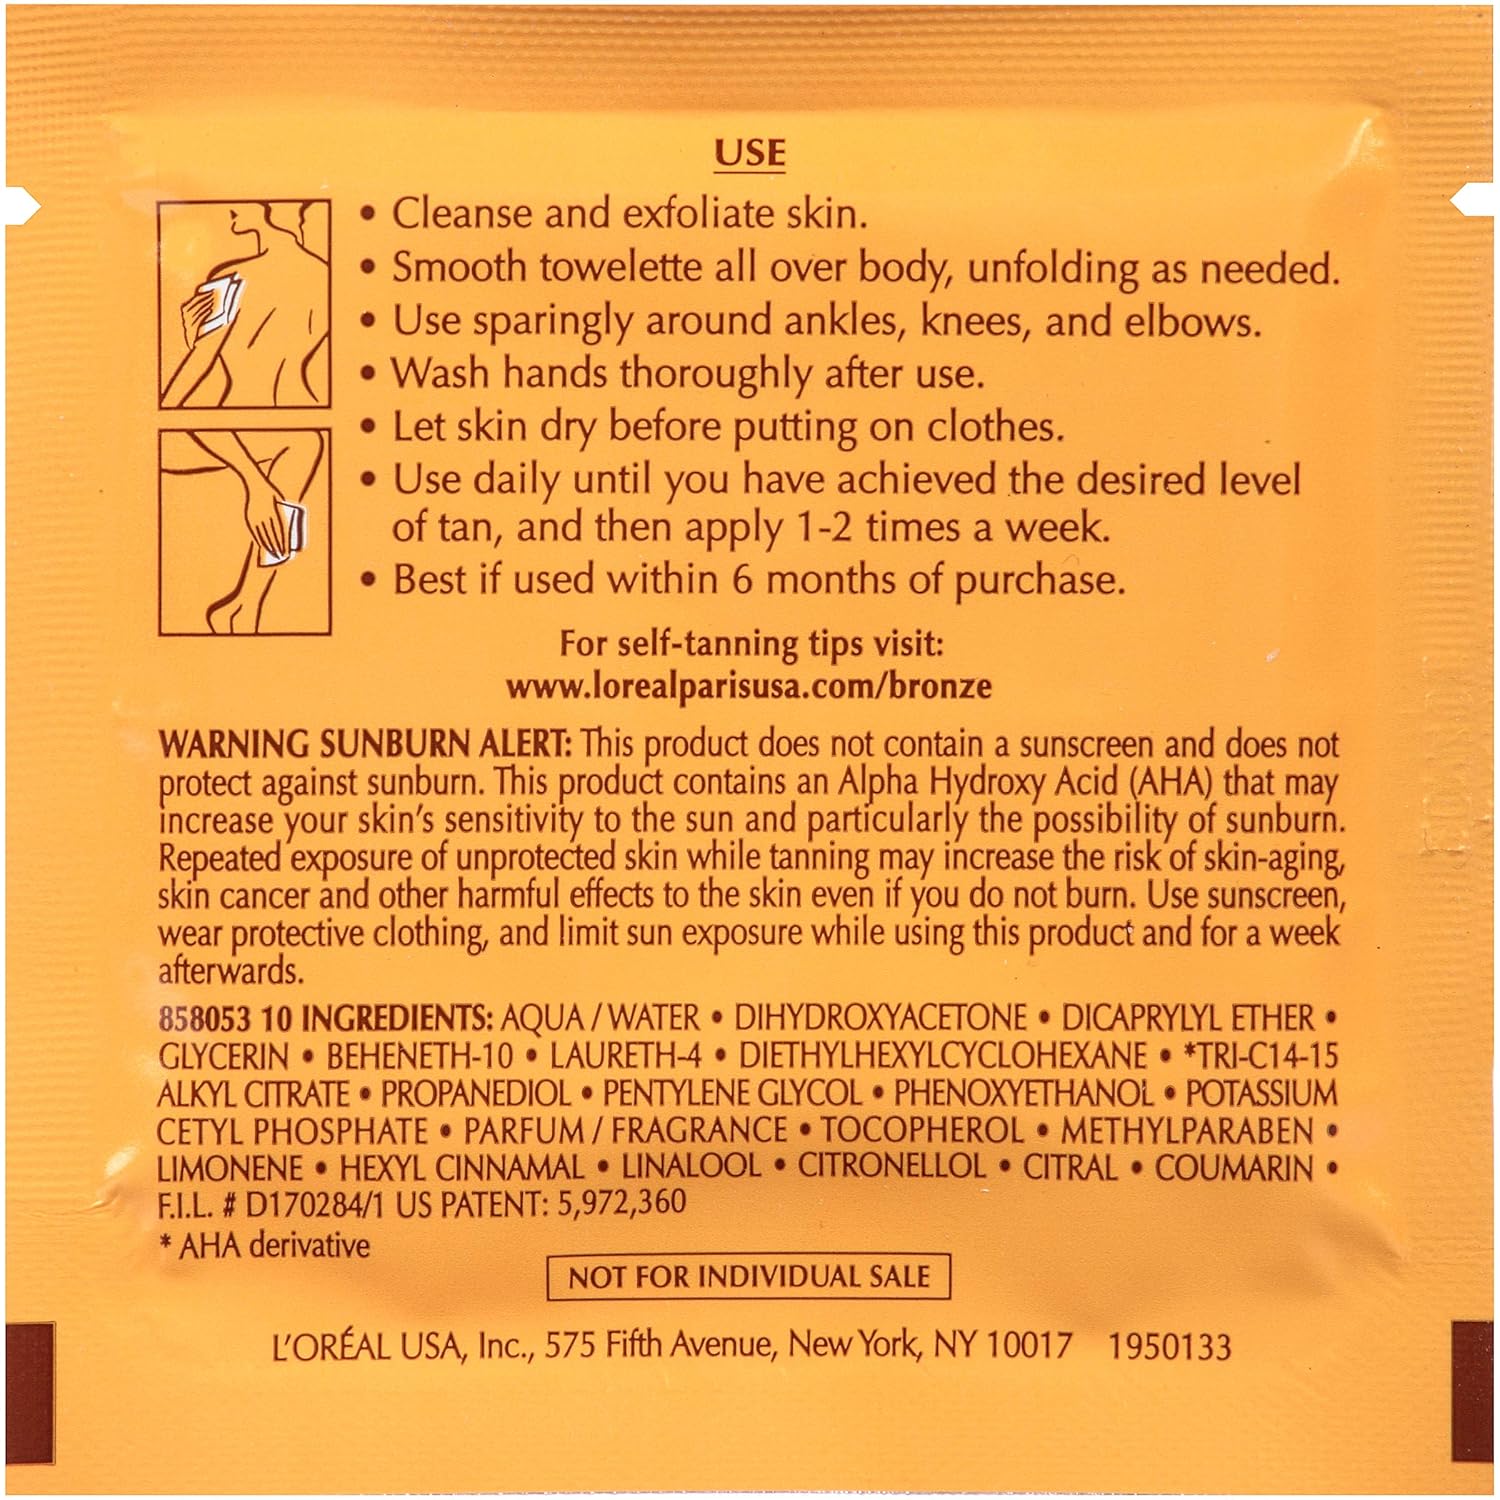 USE
• Cleanse and exfoliate skin.
• Smooth towelette all over body, unfolding as needed.
• Use sparingly around ankles, knees, and elbows.
• Wash hands thoroughly after use.
• Let skin dry before putting on clothes.
• Use daily until you have achieved the desired level
of tan, and then apply 1-2 times a week.
• Best if used within 6 months of purchase.
For self-tanning tips visit:
www.lorealparisusa.com/bronze
WARNING SUNBURN ALERT: This product does not contain a sunscreen and does not
protect against sunburn. This product contains an Alpha Hydroxy Acid (AHA) that may
increase your skin's sensitivity to the sun and particularly the possibility of sunburn.
Repeated exposure of unprotected skin while tanning may increase the risk of skin-aging,
skin cancer and other harmful effects to the skin even if you do not burn. Use sunscreen,
wear protective clothing, and limit sun exposure while using this product and for a week
afterwards.
858053 10 INGREDIENTS: AQUA / WATER • DIHYDROXYACETONE • DICAPRYLYL ETHER •
GLYCERIN • BEHENETH-10 • LAURETH-4 • DIETHYLHEXYLCYCLOHEXANE • *TRI-C14-15
ALKYL CITRATE • PROPANEDIOL • PENTYLENE GLYCOL • PHENOXYETHANOL • POTASSIUM
CETYL PHOSPHATE • PARFUM / FRAGRANCE • TOCOPHEROL • METHYLPARABEN •
LIMONENE • HEXYL CINNAMAL • LINALOOL • CITRONELLOL • CITRAL • COUMARIN •
F.I.L. # D170284/1 US PATENT: 5,972,360
* AHA derivative
NOT FOR INDIVIDUAL SALE
L'ORÉAL USA, Inc., 575 Fifth Avenue, New York, NY 10017 1950133